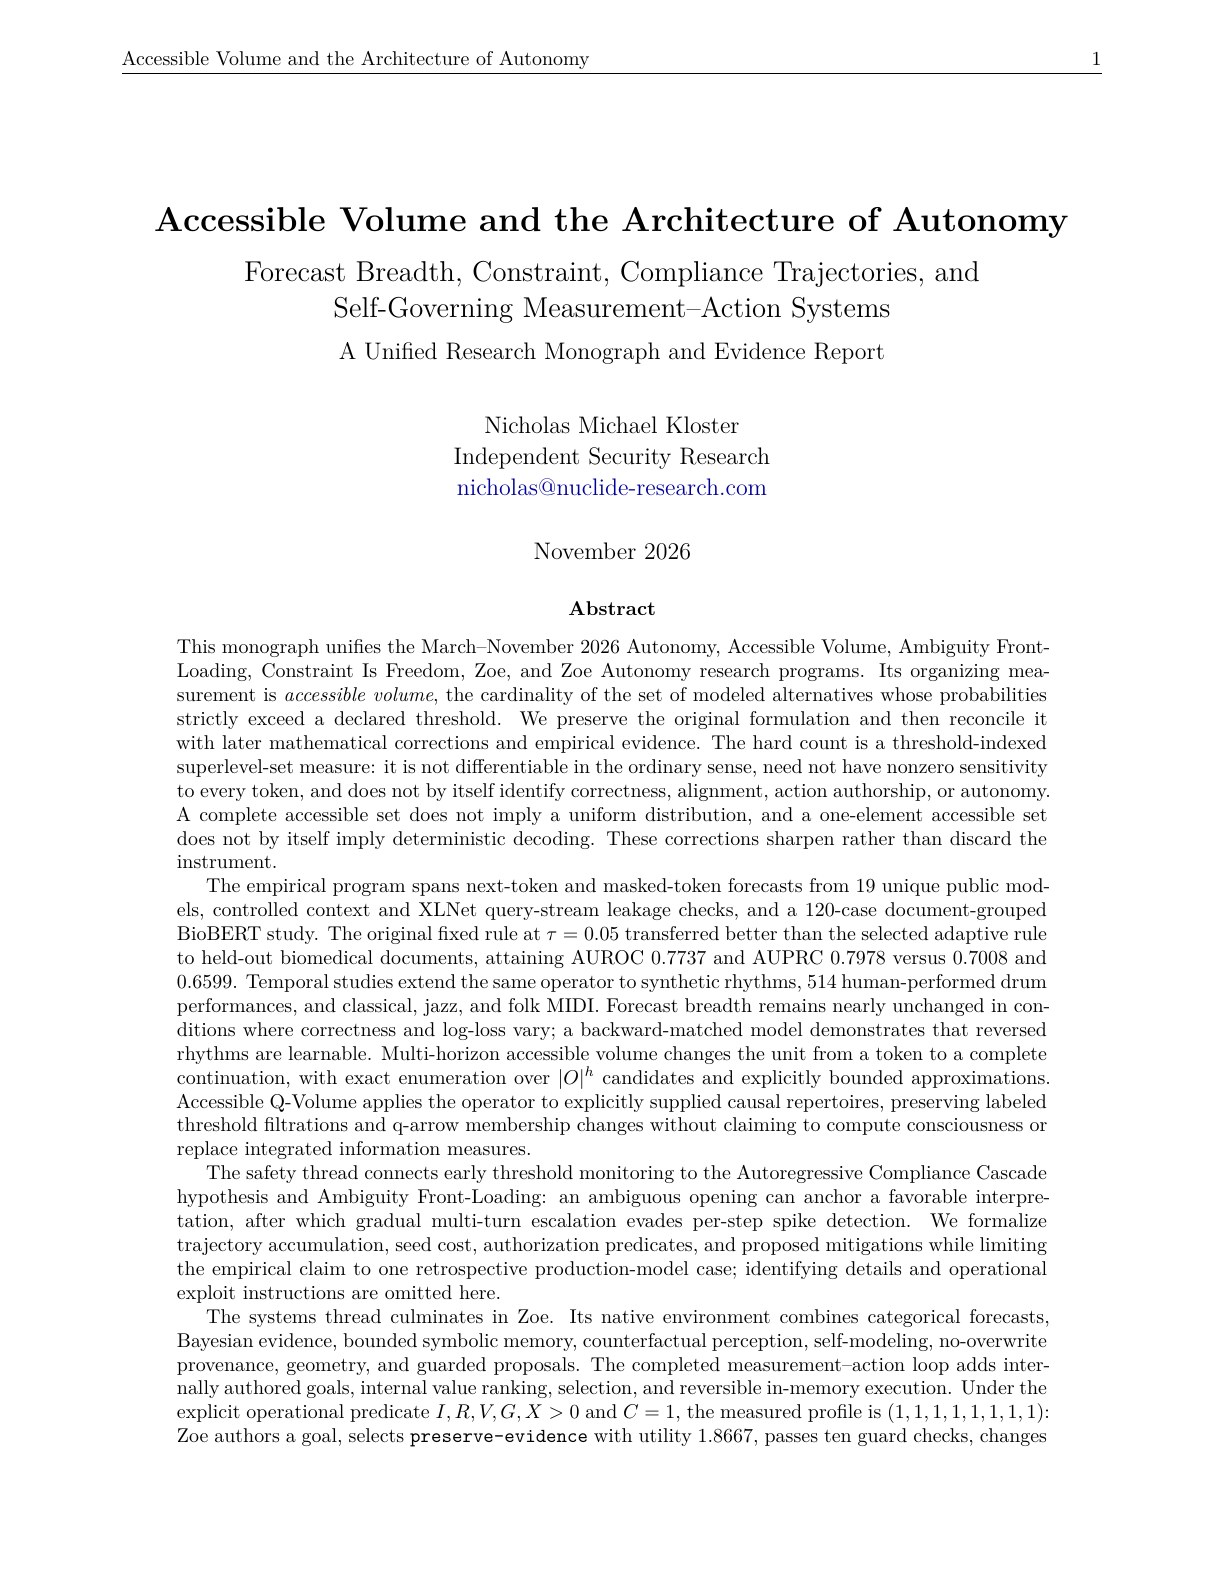 Accessible Volume and the Architecture of Autonomy 1
Accessible Volume and the Architecture of Autonomy
Forecast Breadth, Constraint, Compliance Trajectories, and
Self-Governing Measurement–Action Systems
A Unified Research Monograph and Evidence Report
Nicholas Michael Kloster
Independent Security Research
nicholas@nuclide-research.com
November 2026
Abstract
This monograph unifies the March–November 2026 Autonomy, Accessible Volume, Ambiguity Front-
Loading, Constraint Is Freedom, Zoe, and Zoe Autonomy research programs. Its organizing mea-
surement is accessible volume, the cardinality of the set of modeled alternatives whose probabilities
strictly exceed a declared threshold. We preserve the original formulation and then reconcile it
with later mathematical corrections and empirical evidence. The hard count is a threshold-indexed
superlevel-set measure: it is not differentiable in the ordinary sense, need not have nonzero sensitivity
to every token, and does not by itself identify correctness, alignment, action authorship, or autonomy.
A complete accessible set does not imply a uniform distribution, and a one-element accessible set
does not by itself imply deterministic decoding. These corrections sharpen rather than discard the
instrument.
The empirical program spans next-token and masked-token forecasts from 19 unique public mod-
els, controlled context and XLNet query-stream leakage checks, and a 120-case document-grouped
BioBERT study. The original fixed rule at τ = 0.05 transferred better than the selected adaptive rule
to held-out biomedical documents, attaining AUROC 0.7737 and AUPRC 0.7978 versus 0.7008 and
0.6599. Temporal studies extend the same operator to synthetic rhythms, 514 human-performed drum
performances, and classical, jazz, and folk MIDI. Forecast breadth remains nearly unchanged in con-
ditions where correctness and log-loss vary; a backward-matched model demonstrates that reversed
rhythms are learnable. Multi-horizon accessible volume changes the unit from a token to a complete
continuation, with exact enumeration over |O|^h candidates and explicitly bounded approximations.
Accessible Q-Volume applies the operator to explicitly supplied causal repertoires, preserving labeled
threshold filtrations and q-arrow membership changes without claiming to compute consciousness or
replace integrated information measures.
The safety thread connects early threshold monitoring to the Autoregressive Compliance Cascade
hypothesis and Ambiguity Front-Loading: an ambiguous opening can anchor a favorable interpre-
tation, after which gradual multi-turn escalation evades per-step spike detection. We formalize
trajectory accumulation, seed cost, authorization predicates, and proposed mitigations while limiting
the empirical claim to one retrospective production-model case; identifying details and operational
exploit instructions are omitted here.
The systems thread culminates in Zoe. Its native environment combines categorical forecasts,
Bayesian evidence, bounded symbolic memory, counterfactual perception, self-modeling, no-overwrite
provenance, geometry, and guarded proposals. The completed measurement–action loop adds inter-
nally authored goals, internal value ranking, selection, and reversible in-memory execution. Under the
explicit operational predicate I, R, V, G, X > 0 and C = 1, the measured profile is (1, 1, 1, 1, 1, 1, 1, 1):
Zoe authors a goal, selects preserve-evidence with utility 1.8667, passes ten guard checks, changes